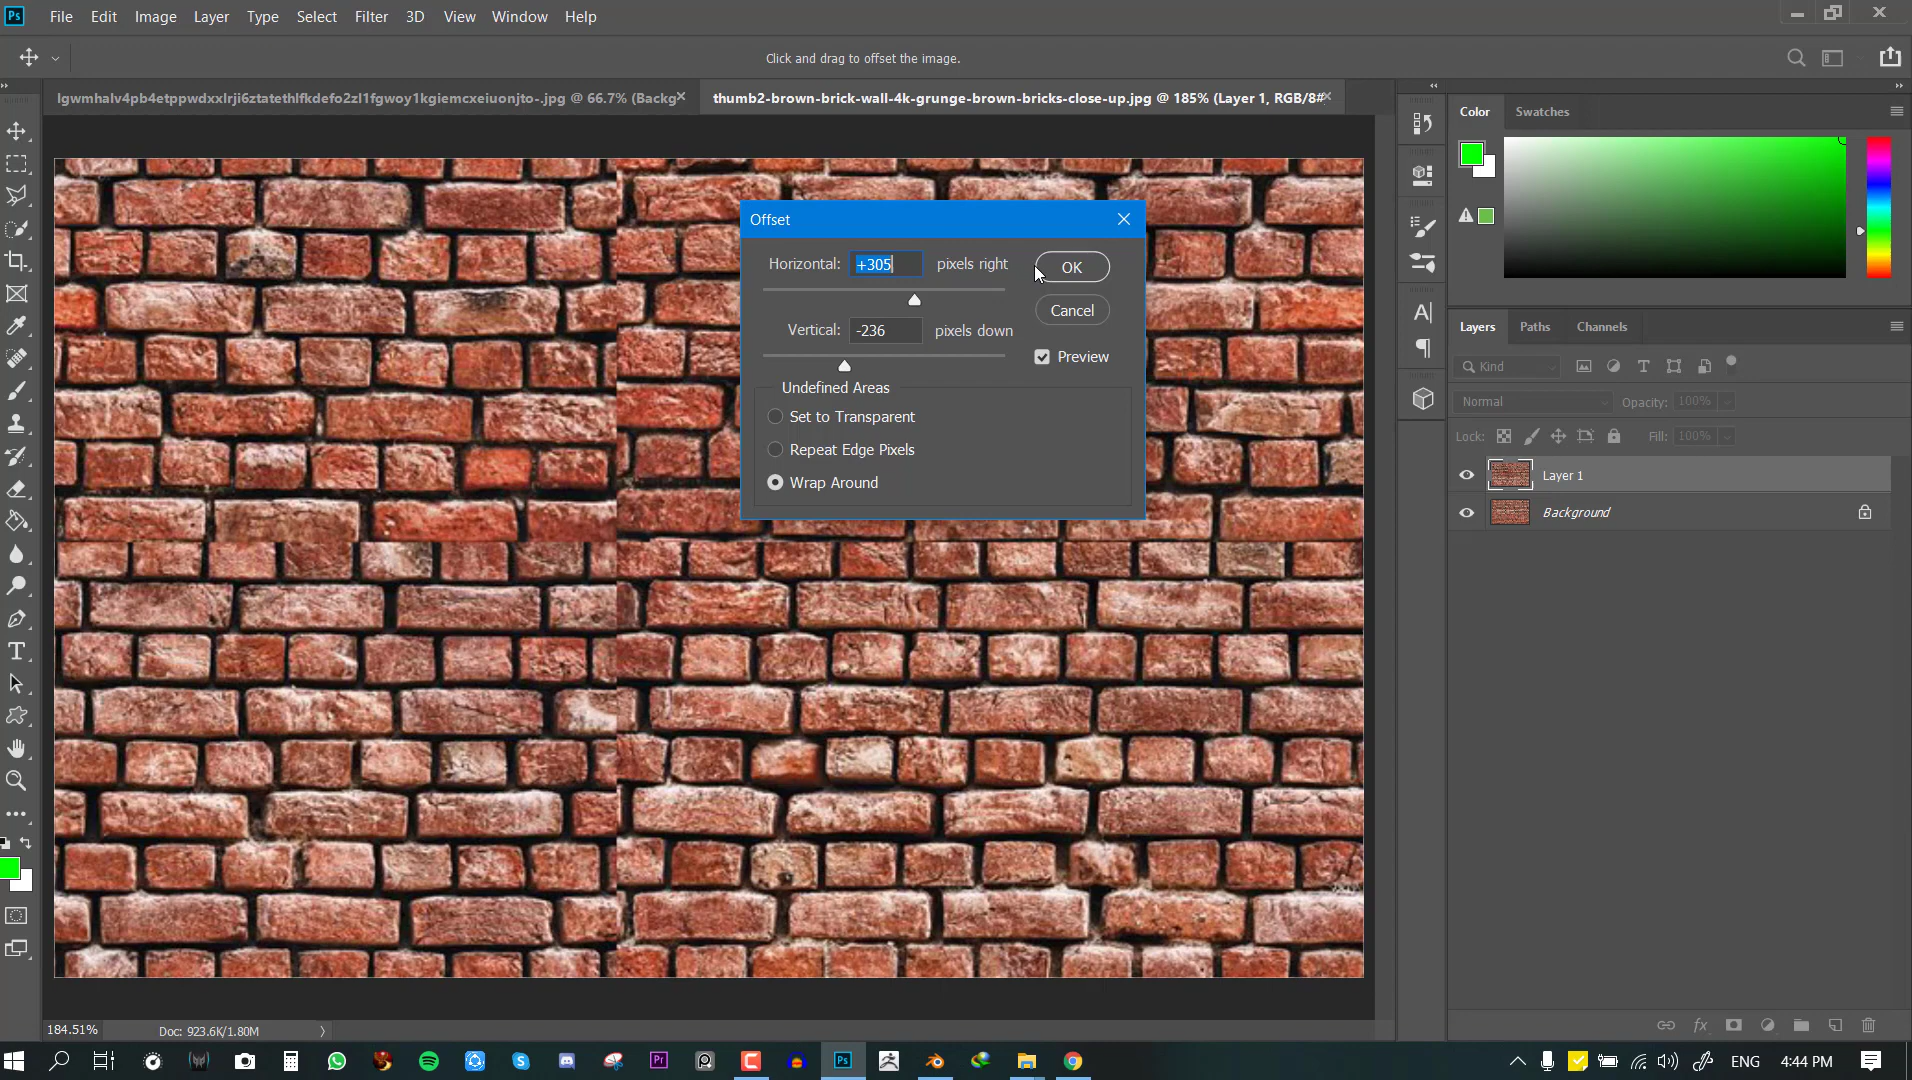 Ps File Edit Image Layer Type Select Filter 3D View Window Help
Click and drag to offset the image.
lgwmhalv4pb4etppwdxxlrji6ztatethlfkdefo2zl1fgwoy1kgiemcxeiuonjto-.jpg @ 66.7% (Backg
thumb2-brown-brick-wall-4k-grunge-brown-bricks-close-up.jpg @ 185% (Layer 1, RGB/8#
Color Swatches
Offset
Horizontal: +305 pixels right
OK
Vertical: -236 pixels down
Cancel
Preview
Undefined Areas
Set to Transparent
Repeat Edge Pixels
Wrap Around
Layers Paths Channels
Kind
Normal Opacity: 100%
Lock: Fill: 100%
Layer 1
Background
184.51% Doc: 923.6K/1.80M
Pr Ps ENG 4:44 PM